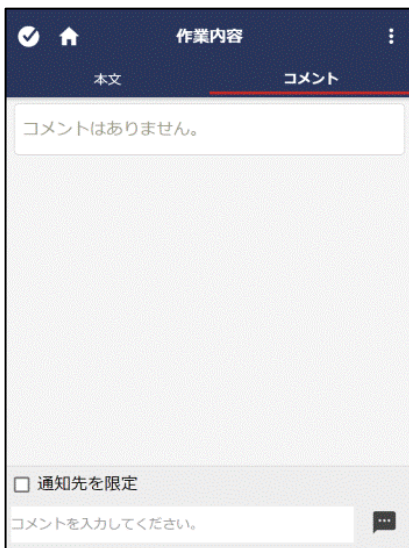 作業内容
本文 コメント
コメントはありません。
通知先を限定
コメントを入力してください。